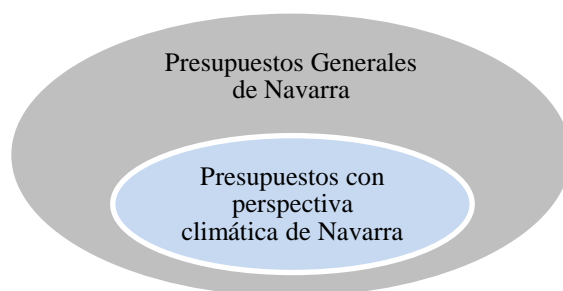 Presupuestos Generales
de Navarra
Presupuestos con
perspectiva
climática de Navarra